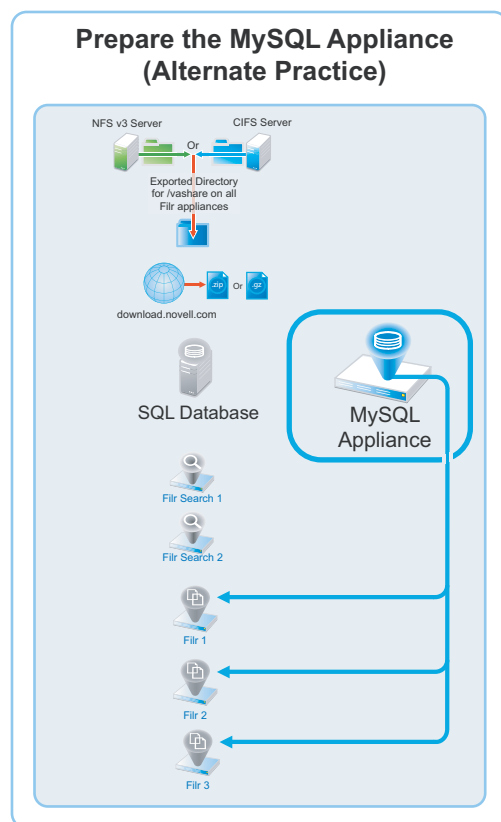 Prepare the MySQL Appliance
(Alternate Practice)
NFS v3 Server
CIFS Server
Or
Exported Directory
for /vashare on all
Filr appliances
.zip
Or
.gz
download.novell.com
SQL Database
MySQL
Appliance
Filr Search 1
Filr Search 2
Filr 1
Filr 2
Filr 3